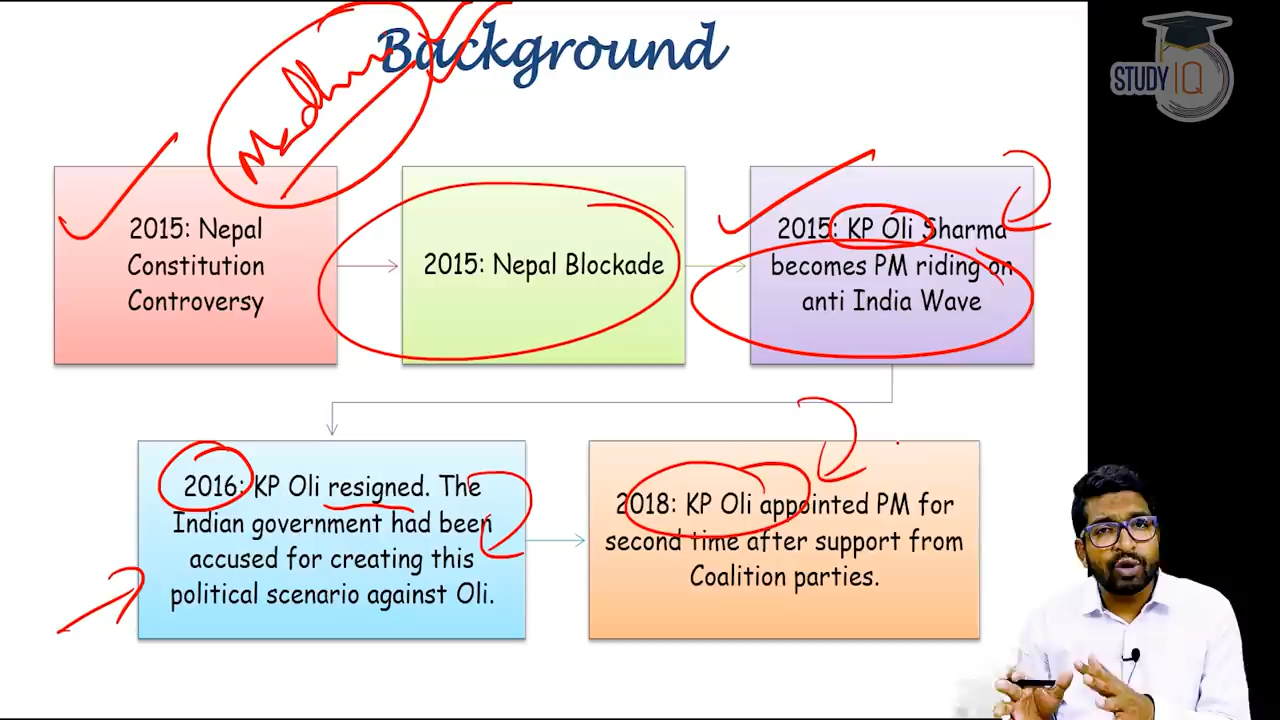 Background
STUDY IQ
2015: Nepal
Constitution
Controversy
2015: Nepal Blockade
2015: KP Oli Sharma
becomes PM riding on
anti India Wave
2016: KP Oli resigned. The
Indian government had been
accused for creating this
political scenario against Oli.
2018: KP Oli appointed PM for
second time after support from
Coalition parties.